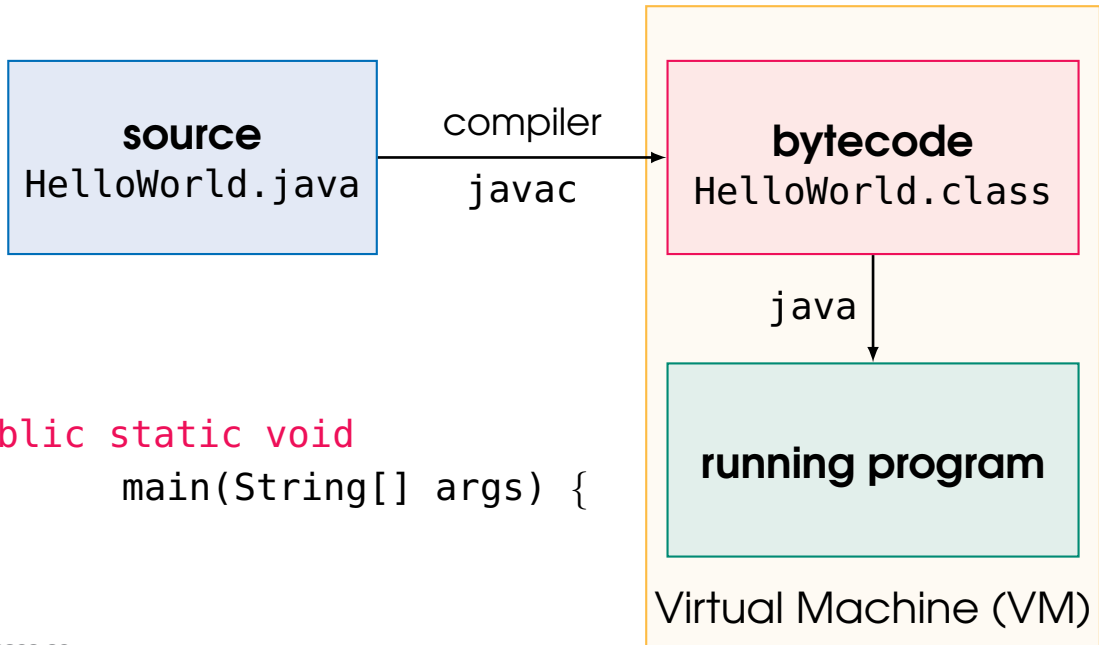 source
HelloWorld.java
compiler
javac
bytecode
HelloWorld.class
java
blic static void
main(String[] args) {
running program
Virtual Machine (VM)